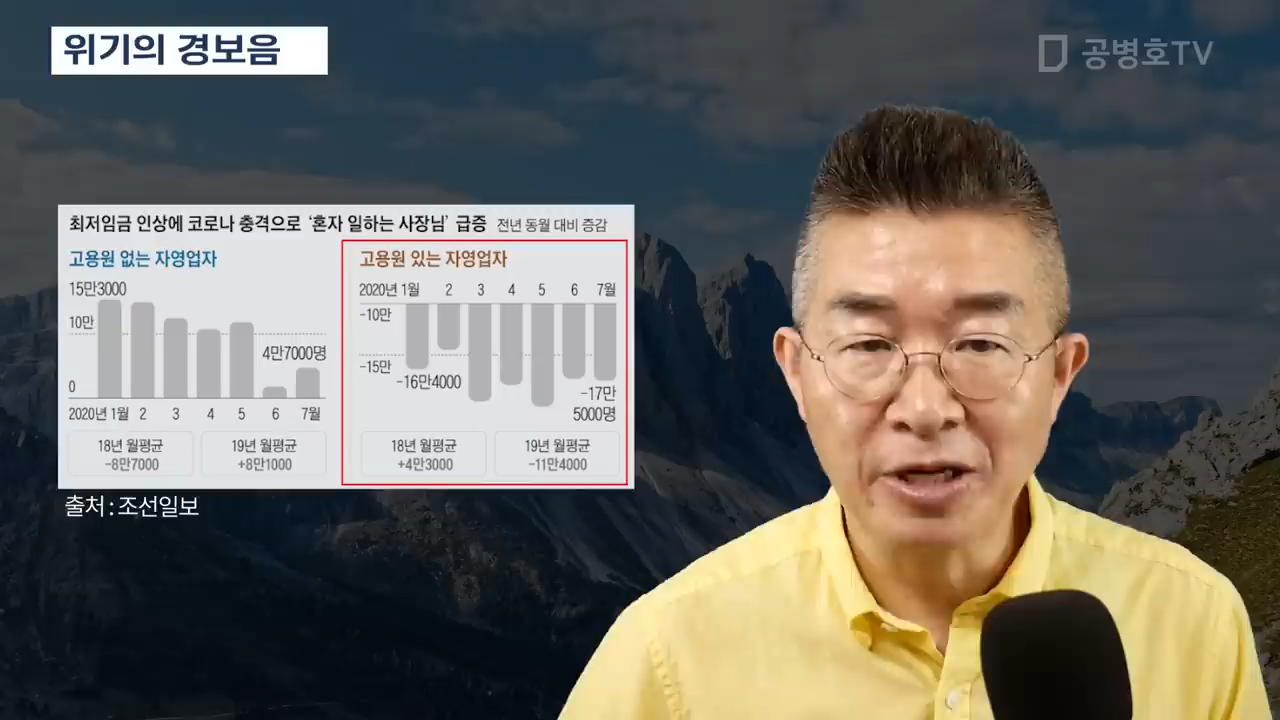 위기의 경보음
공병호TV
최저임금 인상에 코로나 충격으로 '혼자 일하는 사장님' 급증 전년 동월 대비 증감
고용원 없는 자영업자
15만3000
10만
4만7000명
0
2020년 1월 2 3 4 5 6 7월
18년 월평균
-8만7000
19년 월평균
+8만1000
고용원 있는 자영업자
2020년 1월 2 3 4 5 6 7월
-10만
-15만
-16만4000
-17만
5000명
18년 월평균
+4만3000
19년 월평균
-11만4000
출처 : 조선일보